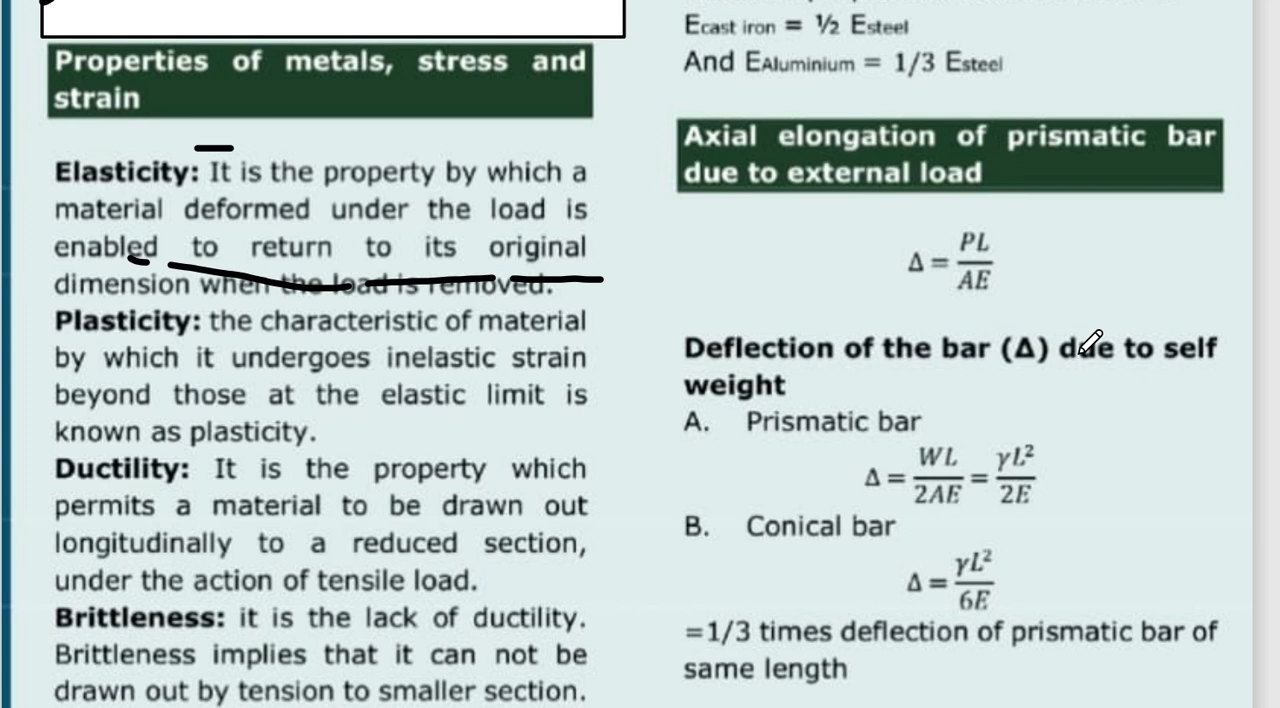 Properties of metals, stress and
strain
Elasticity: It is the property by which a
material deformed under the load is
enabled to return to its original
dimension when the load is removed.
Plasticity: the characteristic of material
by which it undergoes inelastic strain
beyond those at the elastic limit is
known as plasticity.
Ductility: It is the property which
permits a material to be drawn out
longitudinally to a reduced section,
under the action of tensile load.
Brittleness: it is the lack of ductility.
Brittleness implies that it can not be
drawn out by tension to smaller section.
Ecast iron = ½ Esteel
And EAluminium = 1/3 Esteel
Axial elongation of prismatic bar
due to external load
Δ = PL/AE
Deflection of the bar (Δ) due to self
weight
A. Prismatic bar
Δ = WL/2AE = γL²/2E
B. Conical bar
Δ = γL²/6E
=1/3 times deflection of prismatic bar of
same length